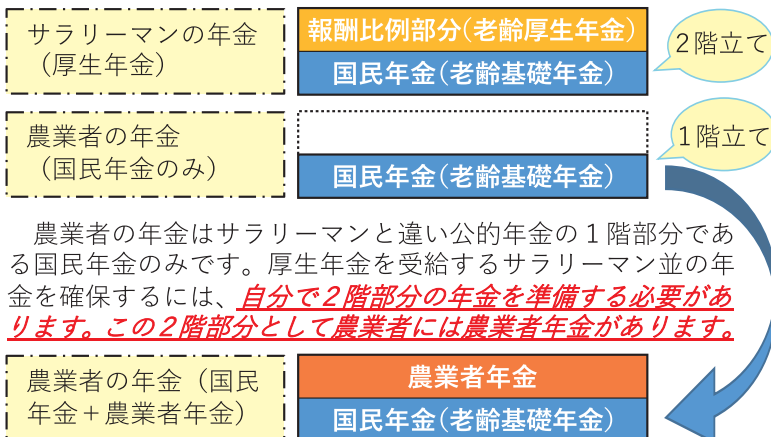 サラリーマンの年金
（厚生年金）
報酬比例部分(老齢厚生年金)
国民年金(老齢基礎年金)
２階立て
農業者の年金
（国民年金のみ）
国民年金(老齢基礎年金)
１階立て
　農業者の年金はサラリーマンと違い公的年金の１階部分であ
る国民年金のみです。厚生年金を受給するサラリーマン並の年
金を確保するには、自分で２階部分の年金を準備する必要があ
ります。この２階部分として農業者には農業者年金があります。
農業者の年金（国民
年金＋農業者年金）
農業者年金
国民年金(老齢基礎年金)